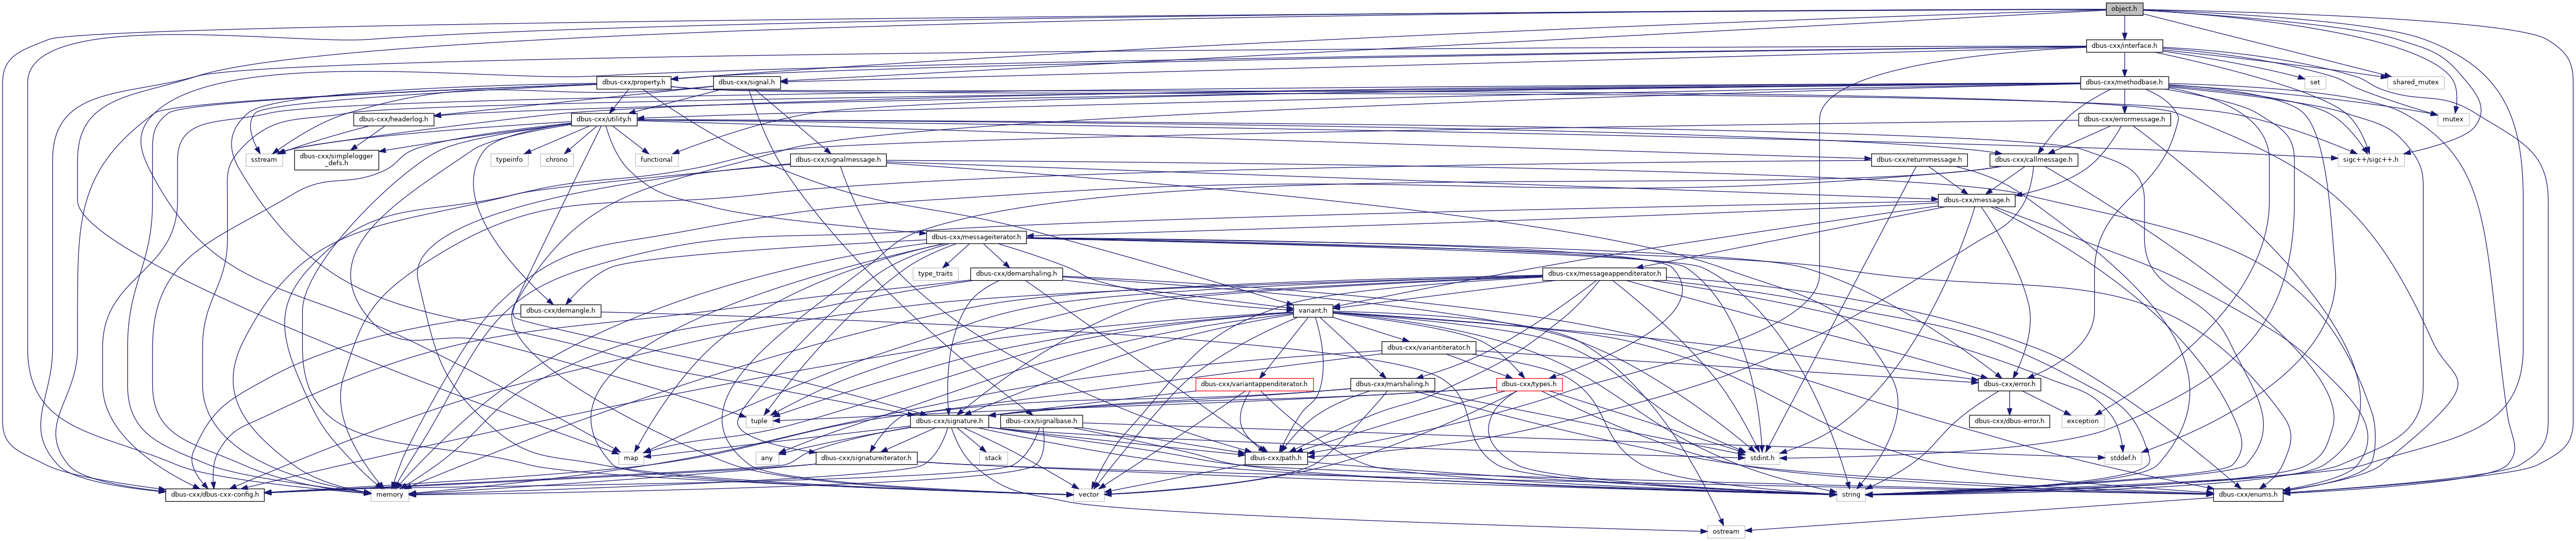 object.h
dbus-cxx/interface.h
dbus-cxx/property.h
dbus-cxx/signal.h
dbus-cxx/methodbase.h
set
shared_mutex
dbus-cxx/headerlog.h
dbus-cxx/utility.h
dbus-cxx/errormessage.h
mutex
sstream
dbus-cxx/simplelogger
_defs.h
typeinfo
chrono
functional
dbus-cxx/signalmessage.h
dbus-cxx/returnmessage.h
dbus-cxx/callmessage.h
sigc++/sigc++.h
dbus-cxx/message.h
dbus-cxx/messageiterator.h
type_traits
dbus-cxx/demarshaling.h
dbus-cxx/messageappenditerator.h
dbus-cxx/demangle.h
variant.h
dbus-cxx/variantiterator.h
dbus-cxx/variantappenditerator.h
dbus-cxx/marshaling.h
dbus-cxx/types.h
dbus-cxx/error.h
tuple
dbus-cxx/signature.h
dbus-cxx/signalbase.h
dbus-cxx/dbus-error.h
exception
map
any
dbus-cxx/signatureiterator.h
stack
dbus-cxx/path.h
stdint.h
stddef.h
dbus-cxx/dbus-cxx-config.h
memory
vector
string
dbus-cxx/enums.h
ostream